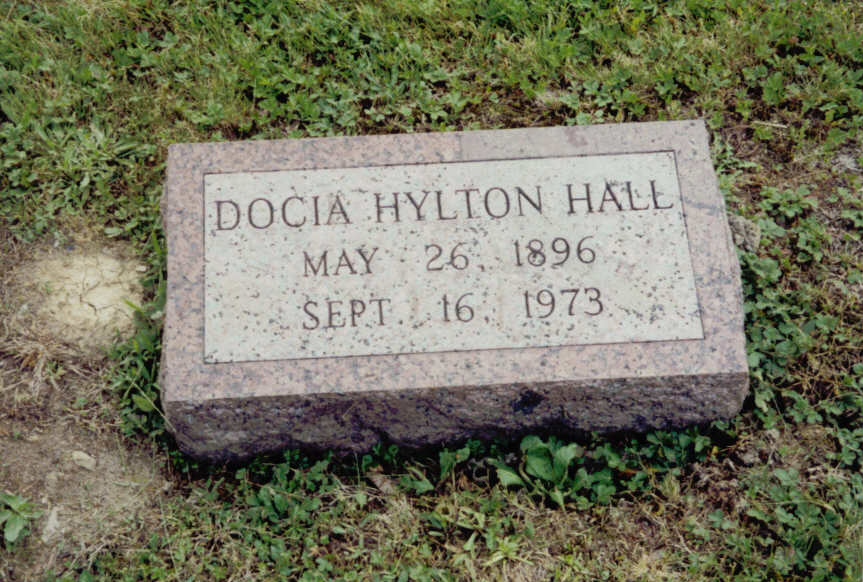 DOCIA HYLTON HALL
MAY 26, 1896
SEPT. 16, 1973